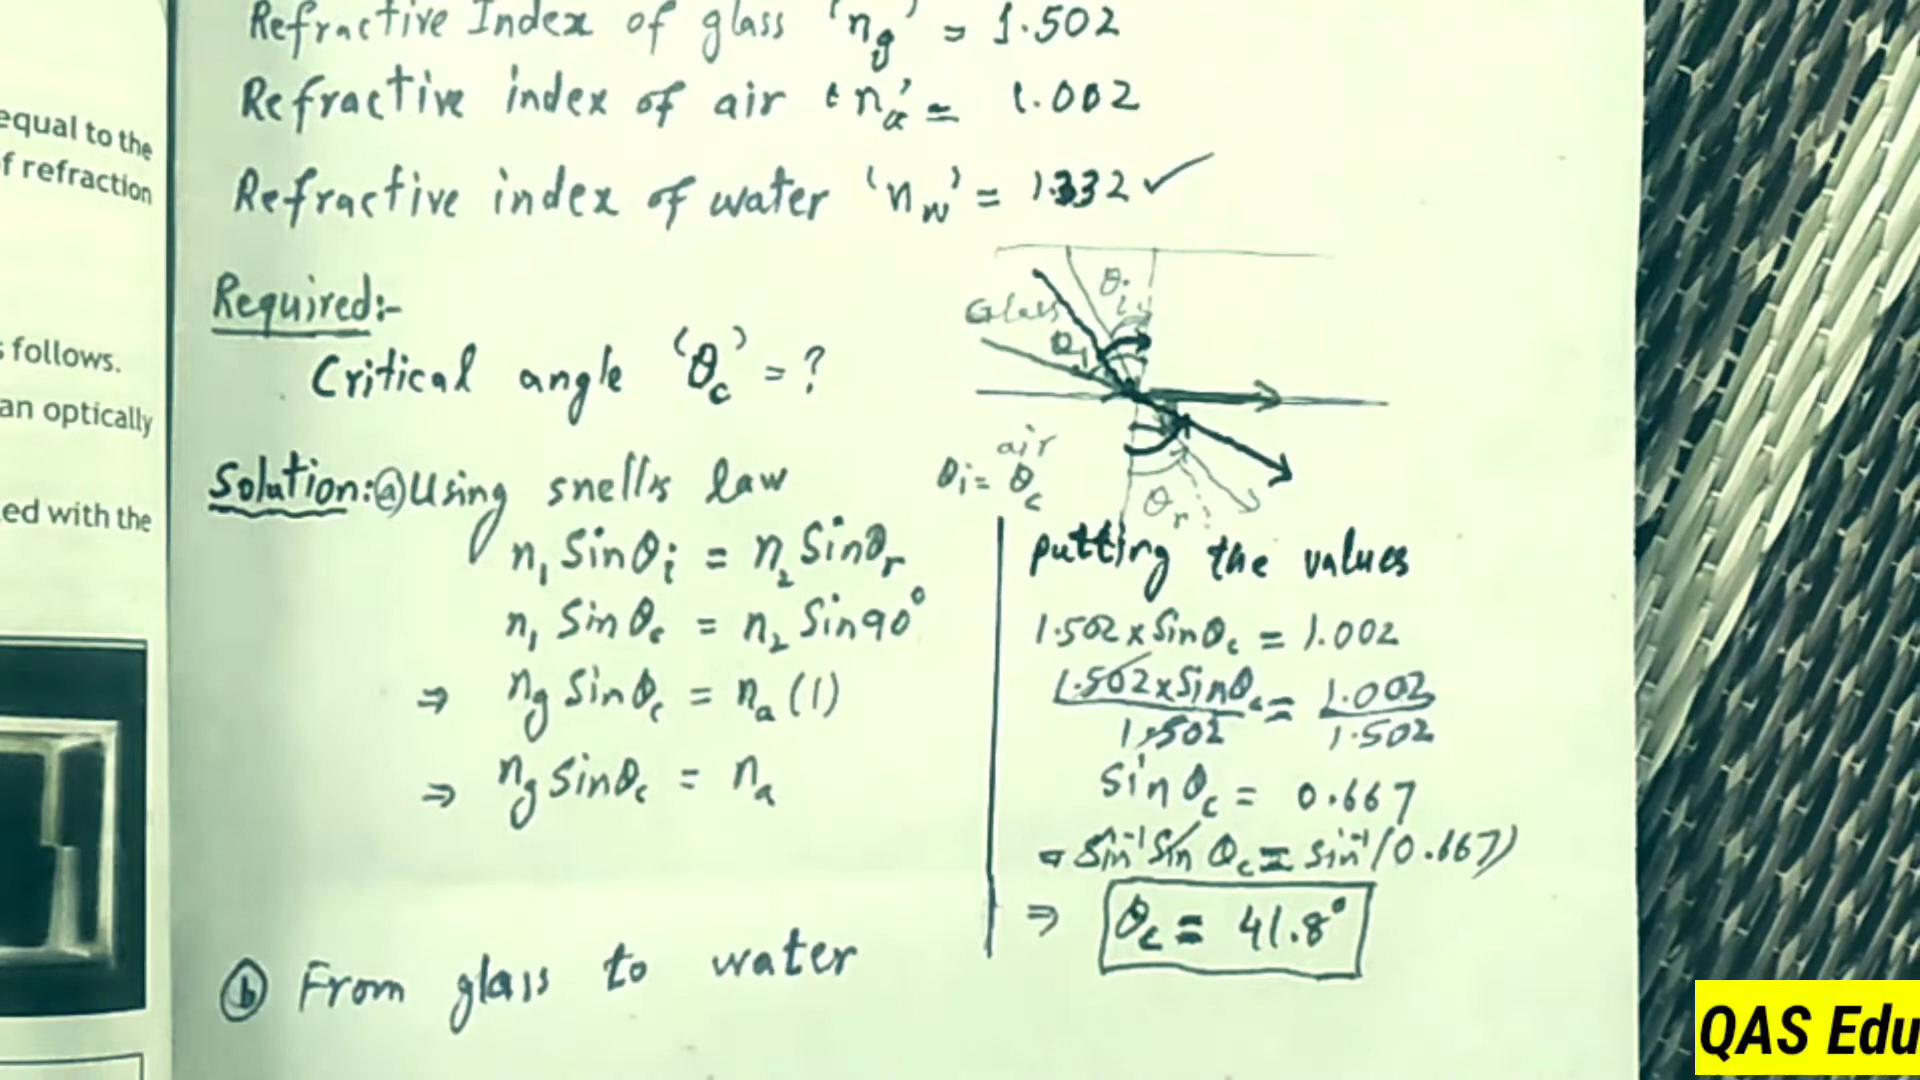 equal to the
f refraction
s follows.
an optically
ed with the
Refractive Index of glass 'ng' = 1.502
Refractive index of air 'na' = 1.002
Refractive index of water 'nw' = 1.332 ✓
Required:-
Critical angle 'θc' = ?
Glass
θi
θ1
air
θi = θc
θr
Solution: ⓐ Using snell's law
n₁ Sinθi = n₂ Sinθr
n₁ Sin θc = n₂ Sin90°
⇒ ng Sinθc = na (1)
⇒ ng Sinθc = na
putting the values
1.502 x Sinθc = 1.002
1.502 x Sinθc / 1.502 = 1.002 / 1.502
Sin θc = 0.667
⇒ Sin⁻¹ Sin θc = Sin⁻¹ (0.667)
⇒ θc = 41.8°
ⓑ From glass to water
QAS Edu